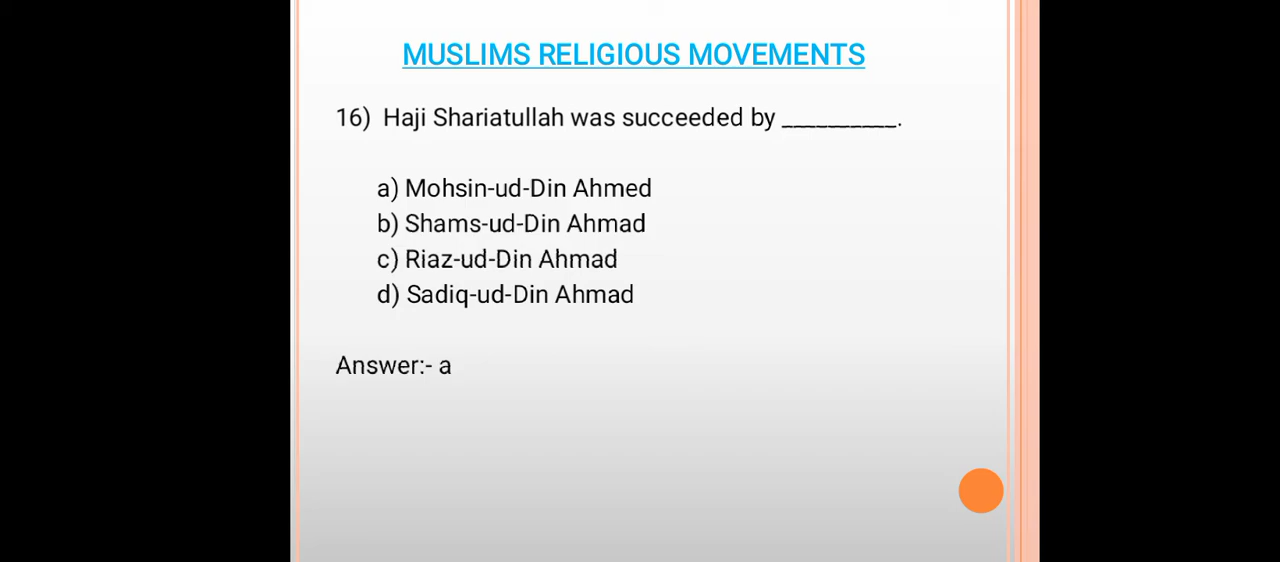 MUSLIMS RELIGIOUS MOVEMENTS
16) Haji Shariatullah was succeeded by __________.
a) Mohsin-ud-Din Ahmed
b) Shams-ud-Din Ahmad
c) Riaz-ud-Din Ahmad
d) Sadiq-ud-Din Ahmad
Answer:- a